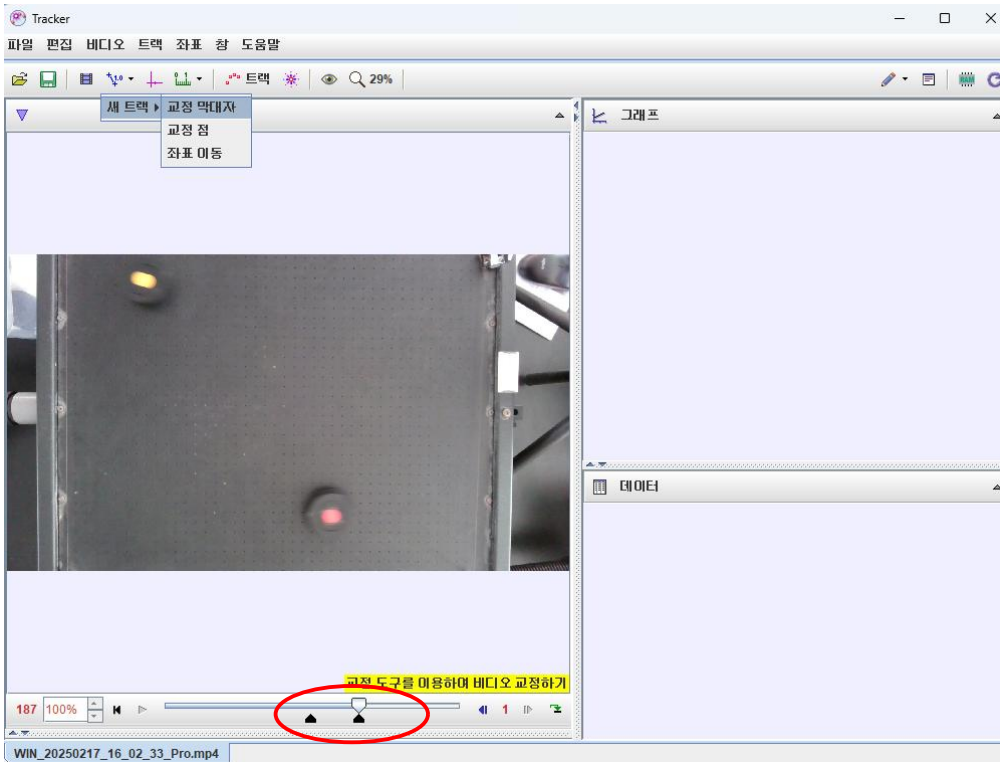 Tracker
파일 편집 비디오 트랙 좌표 창 도움말
트랙 29%
새 트랙 교정 막대자
교정 점
좌표 이동
그래프
데이터
교정 도구를 이용하여 비디오 교정하기
187 100% 1
WIN_20250217_16_02_33_Pro.mp4